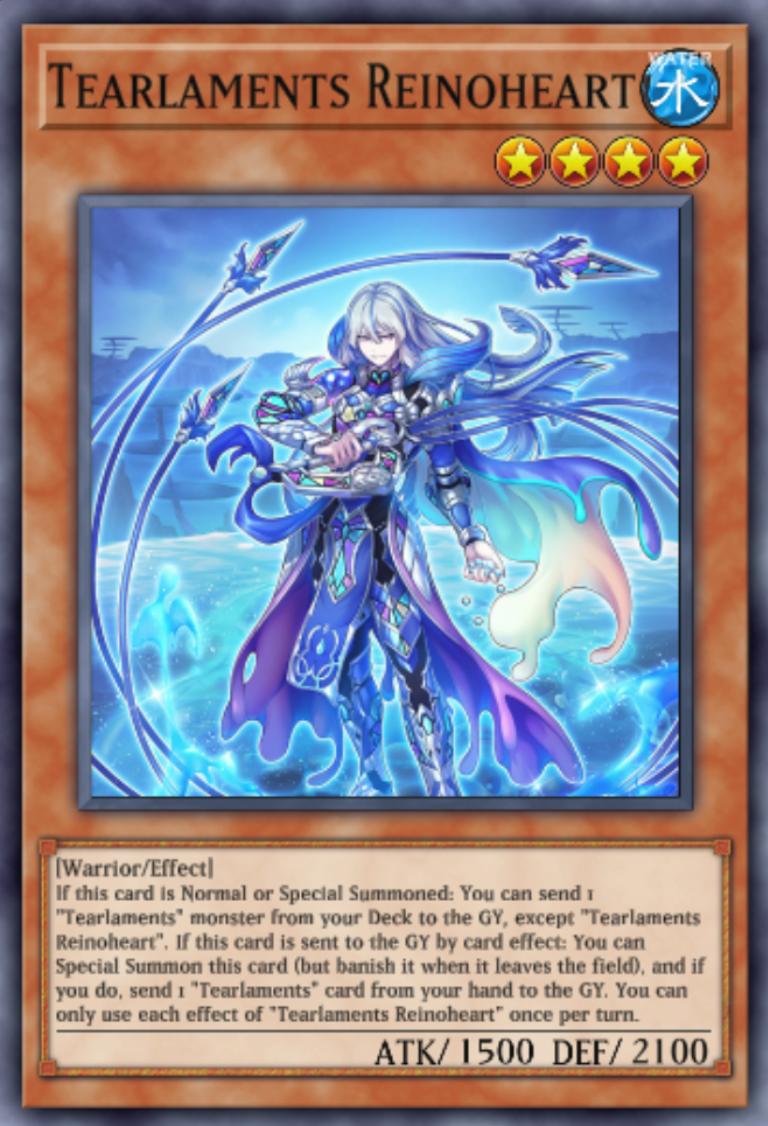 Tearlaments Reinoheart
WATER
水
[Warrior/Effect]
If this card is Normal or Special Summoned: You can send 1
"Tearlaments" monster from your Deck to the GY, except "Tearlaments
Reinoheart". If this card is sent to the GY by card effect: You can
Special Summon this card (but banish it when it leaves the field), and if
you do, send 1 "Tearlaments" card from your hand to the GY. You can
only use each effect of "Tearlaments Reinoheart" once per turn.
ATK/ 1500 DEF/ 2100